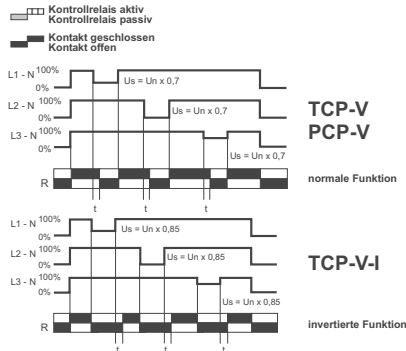 Kontrollrelais aktiv
Kontrollrelais passiv
Kontakt geschlossen
Kontakt offen
L1 - N 100%
0%
Us = Un x 0,7
L2 - N 100%
0%
Us = Un x 0,7
TCP-V
PCP-V
L3 - N 100%
0%
Us = Un x 0,7
R
normale Funktion
t t t
L1 - N 100%
0%
Us = Un x 0,85
L2 - N 100%
0%
Us = Un x 0,85
TCP-V-I
L3 - N 100%
0%
Us = Un x 0,85
R
invertierte Funktion
t t t